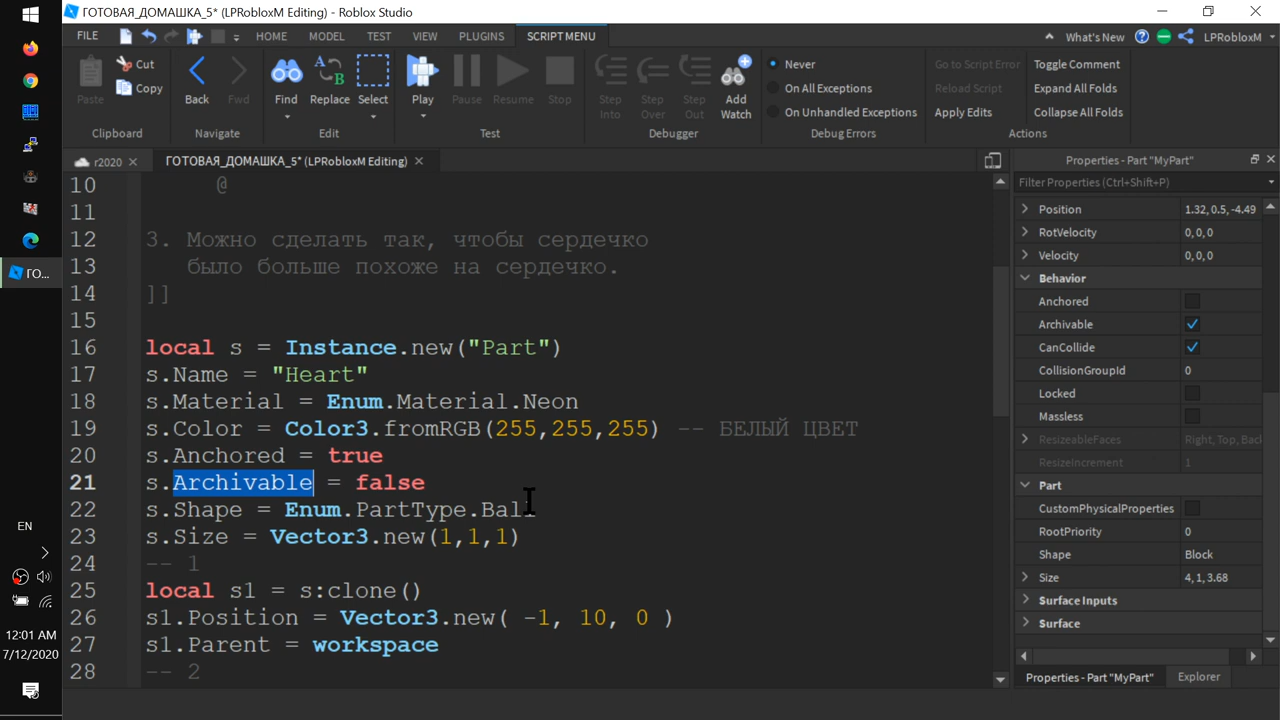 ГОТОВАЯ_ДОМАШКА_5* (LPRobloxM Editing) - Roblox Studio
FILE HOME MODEL TEST VIEW PLUGINS SCRIPT MENU What's New LPRobloxM
Paste Cut Copy
Clipboard
Back Fwd
Navigate
Find Replace Select
Edit
Play Pause Resume Stop
Test
Step Into Step Over Step Out Add Watch
Debugger
Never
On All Exceptions
On Unhandled Exceptions
Debug Errors
Go to Script Error Toggle Comment
Reload Script Expand All Folds
Apply Edits Collapse All Folds
Actions
r2020 ГОТОВАЯ_ДОМАШКА_5* (LPRobloxM Editing)
10 @
11
12 3. Можно сделать так, чтобы сердечко
13 было больше похоже на сердечко.
14 ]]
15
16 local s = Instance.new("Part")
17 s.Name = "Heart"
18 s.Material = Enum.Material.Neon
19 s.Color = Color3.fromRGB(255,255,255) -- БЕЛЫЙ ЦВЕТ
20 s.Anchored = true
21 s.Archivable = false
22 s.Shape = Enum.PartType.Ball
23 s.Size = Vector3.new(1,1,1)
24 -- 1
25 local s1 = s:clone()
26 s1.Position = Vector3.new( -1, 10, 0 )
27 s1.Parent = workspace
28 -- 2
Properties - Part "MyPart"
Filter Properties (Ctrl+Shift+P)
Position 1.32, 0.5, -4.49
RotVelocity 0, 0, 0
Velocity 0, 0, 0
Behavior
Anchored
Archivable
CanCollide
CollisionGroupId 0
Locked
Massless
ResizeableFaces Right, Top, Bac
ResizeIncrement 1
Part
CustomPhysicalProperties
RootPriority 0
Shape Block
Size 4, 1, 3.68
Surface Inputs
Surface
Properties - Part "MyPart" Explorer
ГО...
EN
12:01 AM
7/12/2020